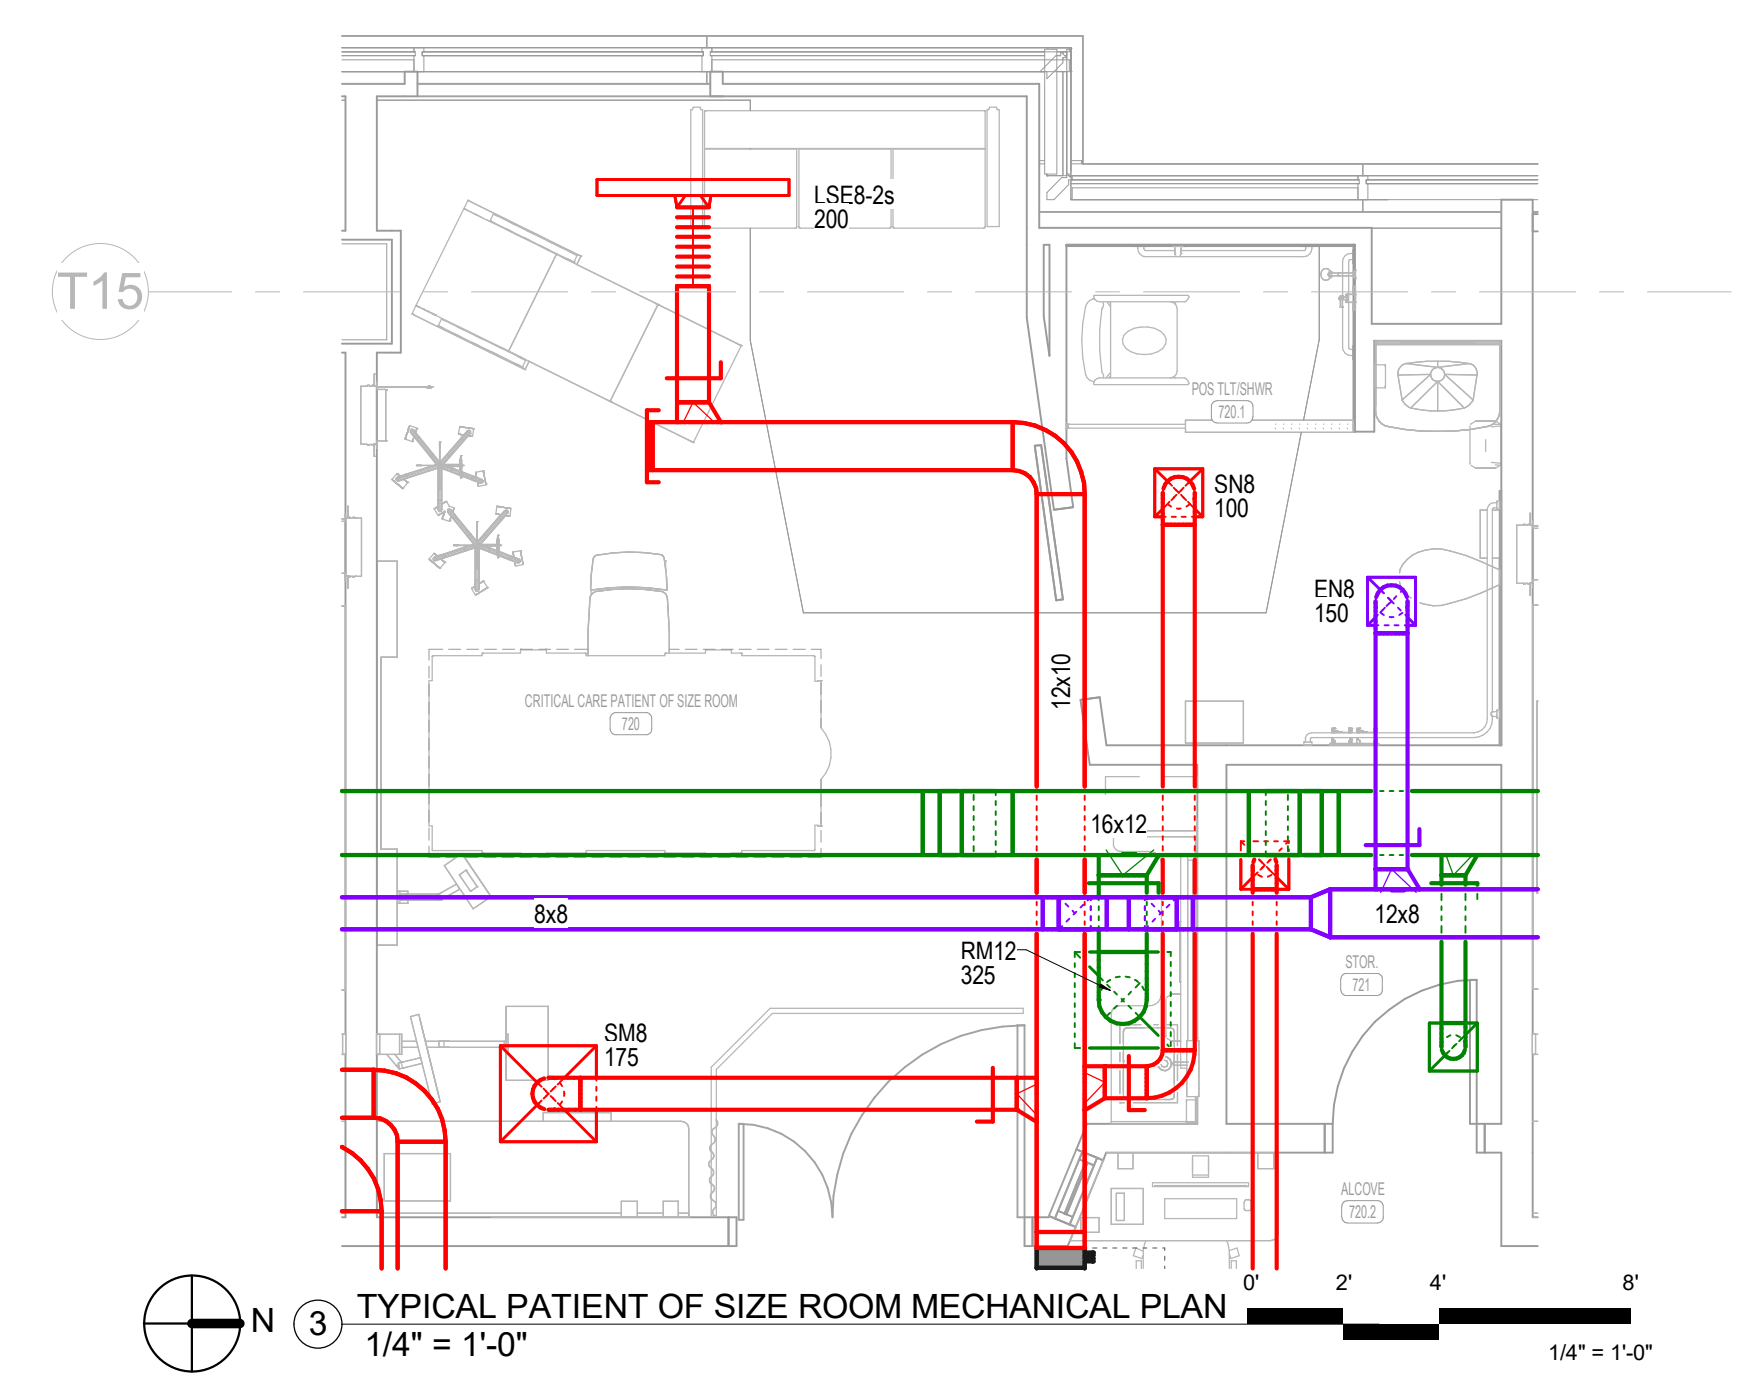 LSE8-2s
200
T15
POS TLT/SHWR
720.1
SN8
100
EN8
150
12x10
CRITICAL CARE PATIENT OF SIZE ROOM
720
16x12
8x8
12x8
RM12
325
STOR.
721
SM8
175
ALCOVE
720.2
N
3
TYPICAL PATIENT OF SIZE ROOM MECHANICAL PLAN
1/4" = 1'-0"
0' 2' 4' 8'
1/4" = 1'-0"